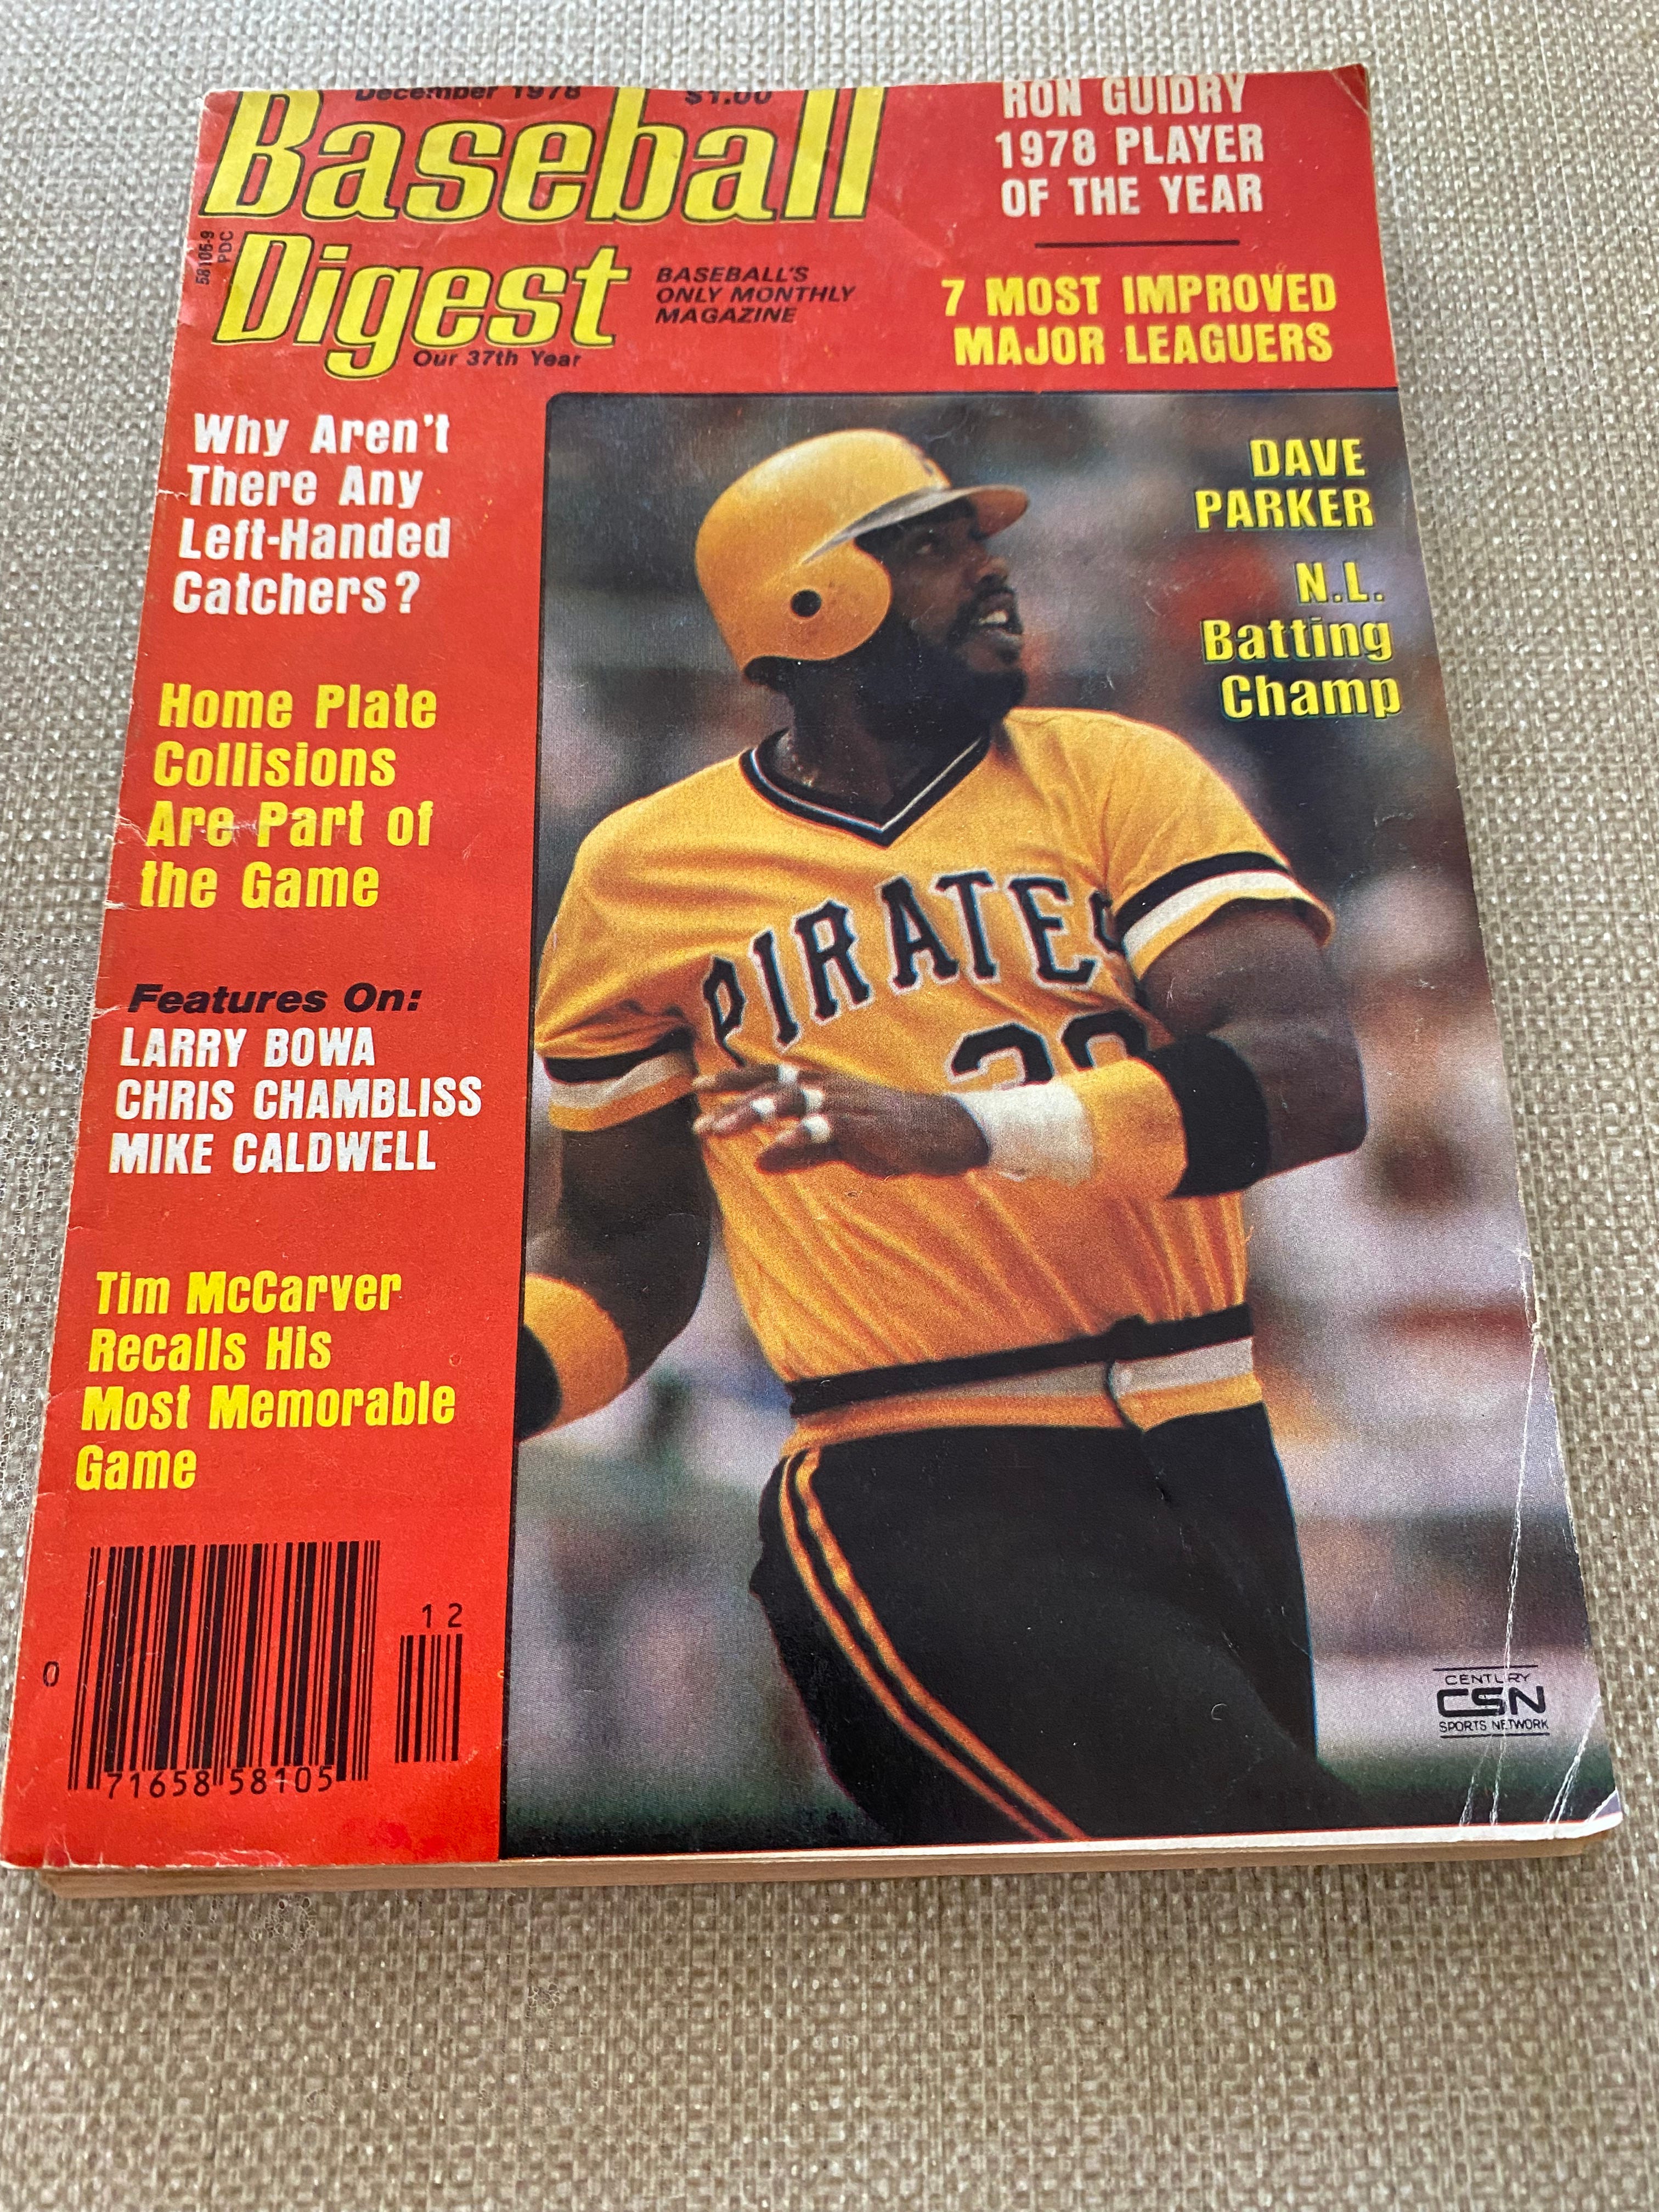 December 1978 $1.00
Baseball
Digest
BASEBALL'S
ONLY MONTHLY
MAGAZINE
Our 37th Year
58105-9
PDC
RON GUIDRY
1978 PLAYER
OF THE YEAR
7 MOST IMPROVED
MAJOR LEAGUERS
Why Aren't
There Any
Left-Handed
Catchers?
Home Plate
Collisions
Are Part of
the Game
Features On:
LARRY BOWA
CHRIS CHAMBLISS
MIKE CALDWELL
Tim McCarver
Recalls His
Most Memorable
Game
DAVE
PARKER
N.L.
Batting
Champ
PIRATES
39
12
0 71658 58105
CENTURY
CSN
SPORTS NETWORK